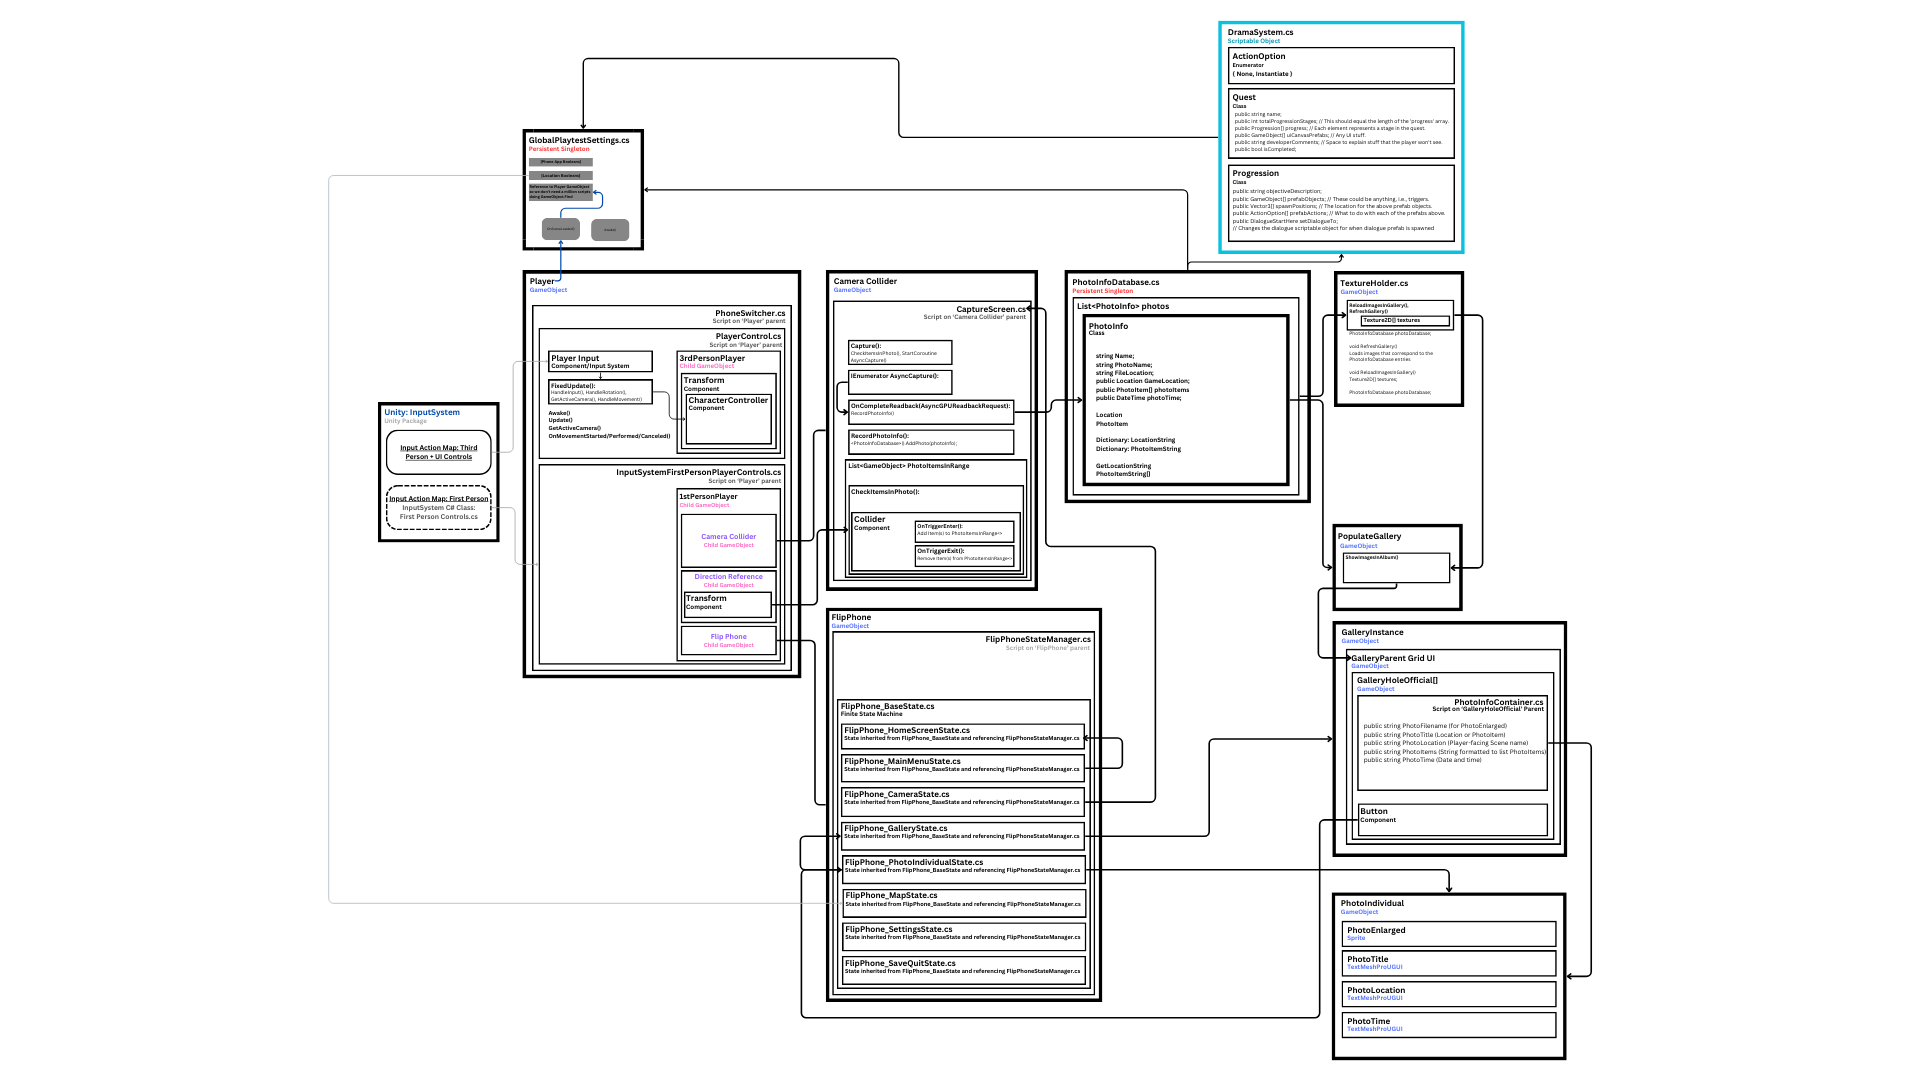 DramaSystem.cs
Scriptable Object
ActionOption
Enumerator
( None, Instantiate )
Quest
Class
public string name;
public int totalProgressionStages; // This should equal the length of the 'progress' array.
public Progression[] progress; // Each element represents a stage in the quest.
public GameObject[] uiCanvasPrefabs; // Any UI stuff.
public string developerComments; // Space to explain stuff that the player won't see.
public bool isCompleted;
Progression
Class
public string objectiveDescription;
public GameObject[] prefabObjects; // These could be anything, i.e., triggers.
public Vector3[] spawnPositions; // The location for the above prefab objects.
public ActionOption[] prefabActions; // What to do with each of the prefabs above.
public DialogueStartHere setDialogueTo;
// Changes the dialogue scriptable object for when dialogue prefab is spawned
GlobalPlaytestSettings.cs
Persistent Singleton
[Phone App Booleans]
[Location Booleans]
Reference to Player GameObject
so we don't need a million scripts
using GameObject.Find
Player
GameObject
PhoneSwitcher.cs
Script on 'Player' parent
PlayerControl.cs
Script on 'Player' parent
Player Input
Component/Input System
FixedUpdate():
HandleInput(), HandleRotation(),
GetActiveCamera(), HandleMovement()
Awake()
Update()
GetActiveCamera()
OnMovementStarted/Performed/Canceled()
3rdPersonPlayer
Child GameObject
Transform
Component
CharacterController
Component
InputSystemFirstPersonPlayerControls.cs
Script on 'Player' parent
1stPersonPlayer
Child GameObject
Camera Collider
Child GameObject
Direction Reference
Child GameObject
Transform
Component
Flip Phone
Child GameObject
Unity: InputSystem
Unity Package
Input Action Map: Third
Person + UI Controls
Input Action Map: First Person
InputSystem C# Class:
First Person Controls.cs
Camera Collider
GameObject
CaptureScreen.cs
Script on 'Camera Collider' parent
Capture():
CheckItemsInPhoto(), StartCoroutine
AsyncCapture()
IEnumerator AsyncCapture():
OnCompleteReadback(AsyncGPUReadbackRequest):
RecordPhotoInfo()
RecordPhotoInfo():
<PhotoInfoDatabase>().AddPhoto(photoInfo);
List<GameObject> PhotoItemsInRange
CheckItemsInPhoto():
Collider
Component
OnTriggerEnter():
Add item(s) to PhotoItemsInRange<>
OnTriggerExit():
Remove item(s) from PhotoItemsInRange<>
PhotoInfoDatabase.cs
Persistent Singleton
List<PhotoInfo> photos
PhotoInfo
Class
string Name;
string PhotoName;
string FileLocation;
public Location GameLocation;
public PhotoItem[] photoItems
public DateTime photoTime;
Location
PhotoItem
Dictionary: LocationString
Dictionary: PhotoItemString
GetLocationString
PhotoItemString[]
TextureHolder.cs
GameObject
ReloadImagesInGallery(),
RefreshGallery()
Texture2D[] textures
PhotoInfoDatabase photoDatabase;
void RefreshGallery()
Loads images that correspond to the
PhotoInfoDatabase entries
void ReloadImagesInGallery()
Texture2D[] textures;
PhotoInfoDatabase photoDatabase;
PopulateGallery
GameObject
ShowImagesInAlbum()
FlipPhone
GameObject
FlipPhoneStateManager.cs
Script on 'FlipPhone' parent
FlipPhone_BaseState.cs
Finite State Machine
FlipPhone_HomeScreenState.cs
State inherited from FlipPhone_BaseState and referencing FlipPhoneStateManager.cs
FlipPhone_MainMenuState.cs
State inherited from FlipPhone_BaseState and referencing FlipPhoneStateManager.cs
FlipPhone_CameraState.cs
State inherited from FlipPhone_BaseState and referencing FlipPhoneStateManager.cs
FlipPhone_GalleryState.cs
State inherited from FlipPhone_BaseState and referencing FlipPhoneStateManager.cs
FlipPhone_PhotoIndividualState.cs
State inherited from FlipPhone_BaseState and referencing FlipPhoneStateManager.cs
FlipPhone_MapState.cs
State inherited from FlipPhone_BaseState and referencing FlipPhoneStateManager.cs
FlipPhone_SettingsState.cs
State inherited from FlipPhone_BaseState and referencing FlipPhoneStateManager.cs
FlipPhone_SaveQuitState.cs
State inherited from FlipPhone_BaseState and referencing FlipPhoneStateManager.cs
GalleryInstance
GameObject
GalleryParent Grid UI
GameObject
GalleryHoleOfficial[]
GameObject
PhotoInfoContainer.cs
Script on 'GalleryHoleOfficial' Parent
public string PhotoFilename (for PhotoEnlarged)
public string PhotoTitle (Location or PhotoItem)
public string PhotoLocation (Player-facing Scene name)
public string PhotoItems (String formatted to list PhotoItems)
public string PhotoTime (Date and time)
Button
Component
PhotoIndividual
GameObject
PhotoEnlarged
Sprite
PhotoTitle
TextMeshProUGUI
PhotoLocation
TextMeshProUGUI
PhotoTime
TextMeshProUGUI